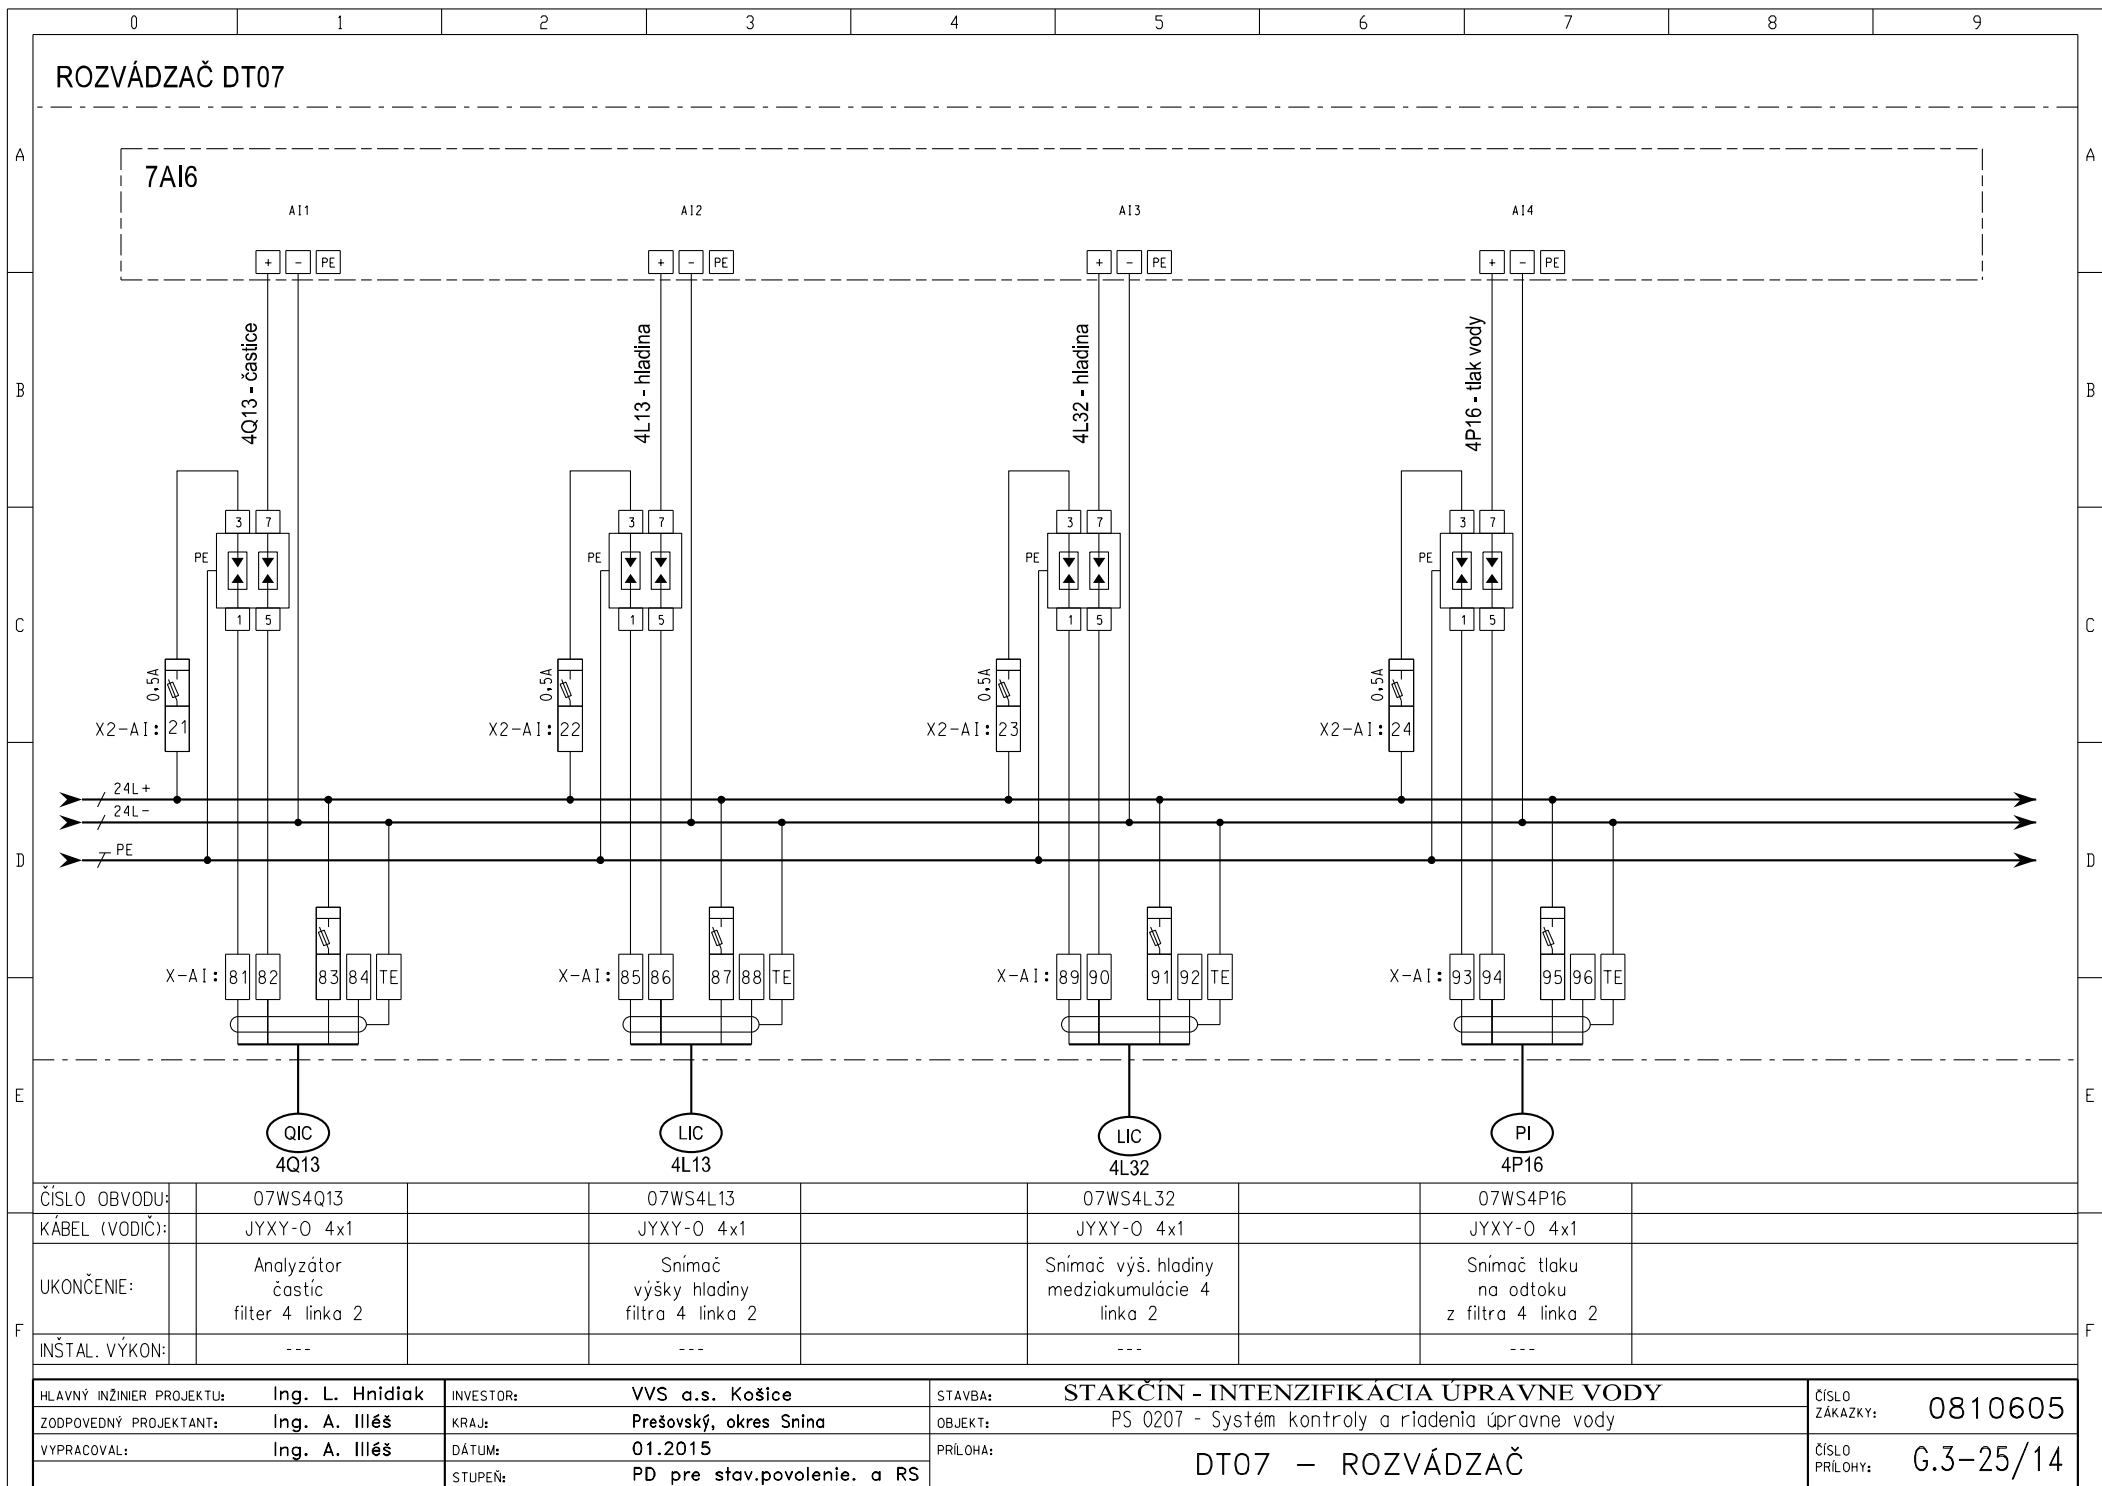 0 1 2 3 4 5 6 7 8 9
ROZVÁDZAČ DT07
A A
7AI6
AI1 AI2 AI3 AI4
+ - PE + - PE + - PE + - PE
4Q13 - častice
4L13 - hladina
4L32 - hladina
4P16 - tlak vody
B B
3 7 3 7 3 7 3 7
PE PE PE PE
1 5 1 5 1 5 1 5
C C
0,5A 0,5A 0,5A 0,5A
X2-AI: 21 X2-AI: 22 X2-AI: 23 X2-AI: 24
24L+
24L-
PE
D D
X-AI: 81 82 83 84 TE X-AI: 85 86 87 88 TE X-AI: 89 90 91 92 TE X-AI: 93 94 95 96 TE
E E
QIC LIC LIC PI
4Q13 4L13 4L32 4P16
ČÍSLO OBVODU: 07WS4Q13 07WS4L13 07WS4L32 07WS4P16
KÁBEL (VODIČ): JYXY-O 4x1 JYXY-O 4x1 JYXY-O 4x1 JYXY-O 4x1
UKONČENIE:
Analyzátor
častíc
filter 4 linka 2
Snímač
výšky hladiny
filtra 4 linka 2
Snímač výš. hladiny
medziakumulácie 4
linka 2
Snímač tlaku
na odtoku
z filtra 4 linka 2
F F
INŠTAL. VÝKON: --- --- --- ---
HLAVNÝ INŽINIER PROJEKTU: Ing. L. Hnidiak
ZODPOVEDNÝ PROJEKTANT: Ing. A. Illéš
VYPRACOVAL: Ing. A. Illéš
INVESTOR: VVS a.s. Košice
KRAJ: Prešovský, okres Snina
DÁTUM: 01.2015
STUPEŇ: PD pre stav.povolenie. a RS
STAVBA: STAKČÍN - INTENZIFIKÁCIA ÚPRAVNE VODY
OBJEKT: PS 0207 - Systém kontroly a riadenia úpravne vody
PRÍLOHA: DT07 – ROZVÁDZAČ
ČÍSLO
ZÁKAZKY: 0810605
ČÍSLO
PRÍLOHY: G.3-25/14